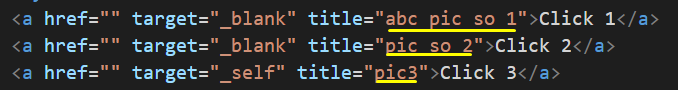 <a href="" target="_blank" title="abc pic so 1">Click 1</a>
<a href="" target="_blank" title="pic so 2">Click 2</a>
<a href="" target="_self" title="pic3">Click 3</a>